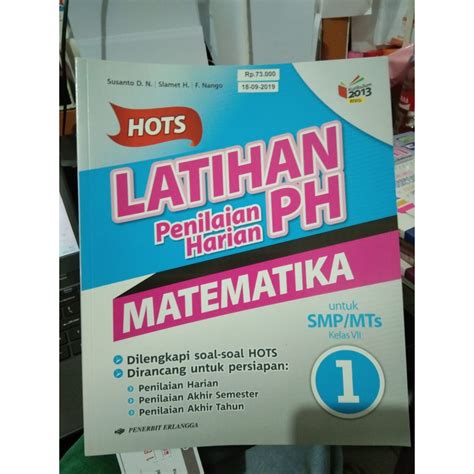 Susanto D. N. | Slamet H. | F. Nango
Rp.73.000
18-09-2019
2013
HOTS
LATIHAN
Penilaian
Harian
PH
MATEMATIKA
untuk
SMP/MTs
Kelas VII
1
Dilengkapi soal-soal HOTS
Dirancang untuk persiapan:
Penilaian Harian
Penilaian Akhir Semester
Penilaian Akhir Tahun
PENERBIT ERLANGGA